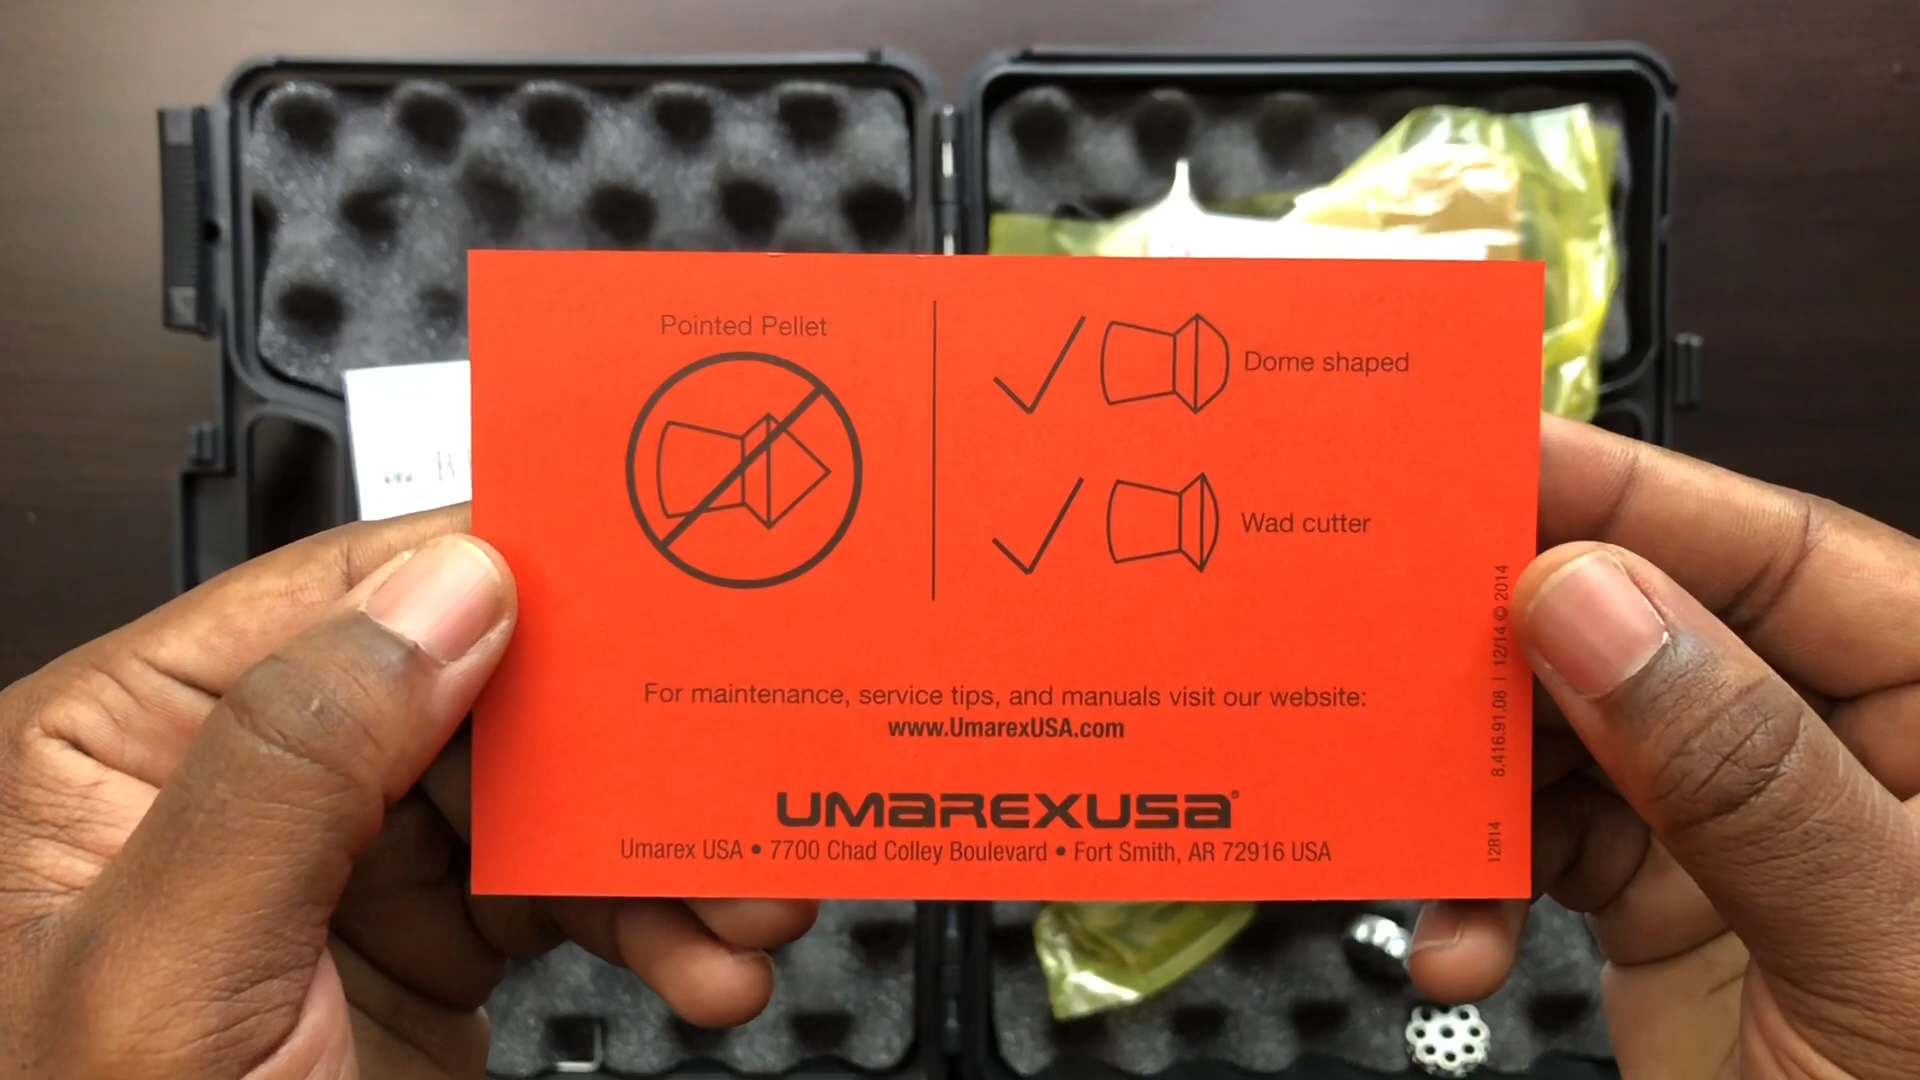 Pointed Pellet
Dome shaped
Wad cutter
For maintenance, service tips, and manuals visit our website:
www.UmarexUSA.com
UMAREXUSA®
Umarex USA • 7700 Chad Colley Boulevard • Fort Smith, AR 72916 USA
8.416.91.08 | 12/14 © 2014
12R14